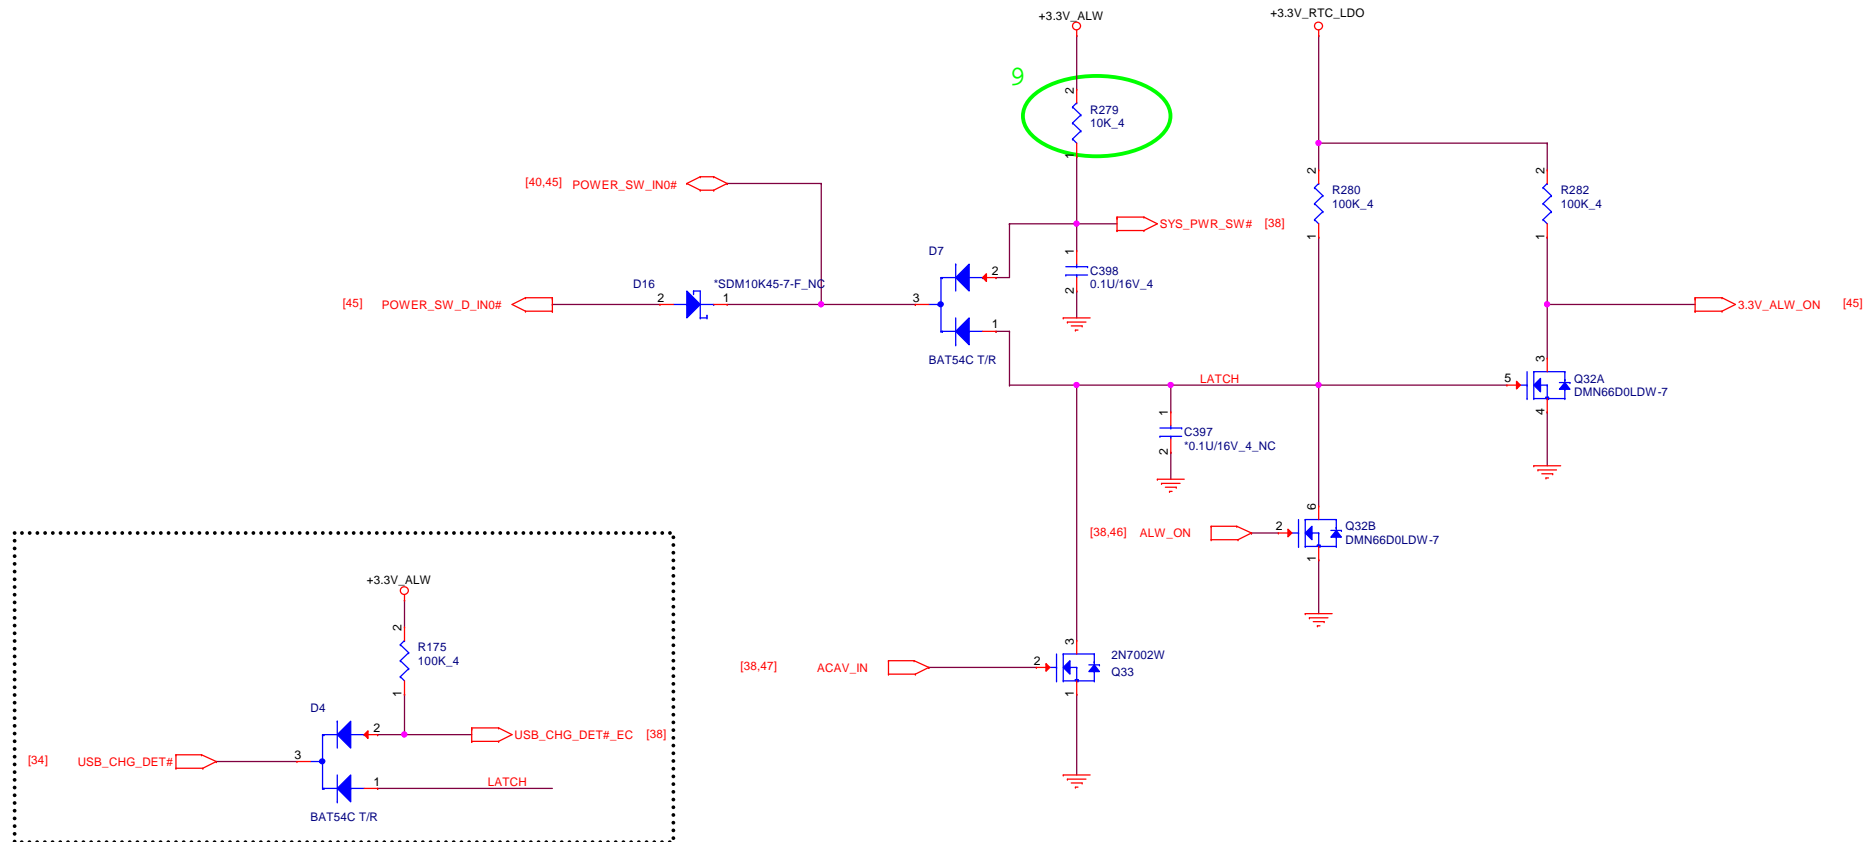 +3.3V_ALW
+3.3V_RTC_LDO
9
2
R279
10K_4
1
[40,45] POWER_SW_IN0#
2
R280
100K_4
1
2
R282
100K_4
1
SYS_PWR_SW# [38]
D7
2
1
C398
0.1U/16V_4
2
D16
*SDM10K45-7-F_NC
[45] POWER_SW_D_IN0#
2
1
3
3.3V_ALW_ON [45]
1
BAT54C T/R
LATCH
3
5
Q32A
DMN66D0LDW-7
4
1
C397
*0.1U/16V_4_NC
2
6
[38,46] ALW_ON
2
Q32B
DMN66D0LDW-7
1
+3.3V_ALW
2
R175
100K_4
1
3
[38,47] ACAV_IN
2
2N7002W
Q33
1
D4
2
USB_CHG_DET#_EC [38]
[34] USB_CHG_DET#
3
1
LATCH
BAT54C T/R